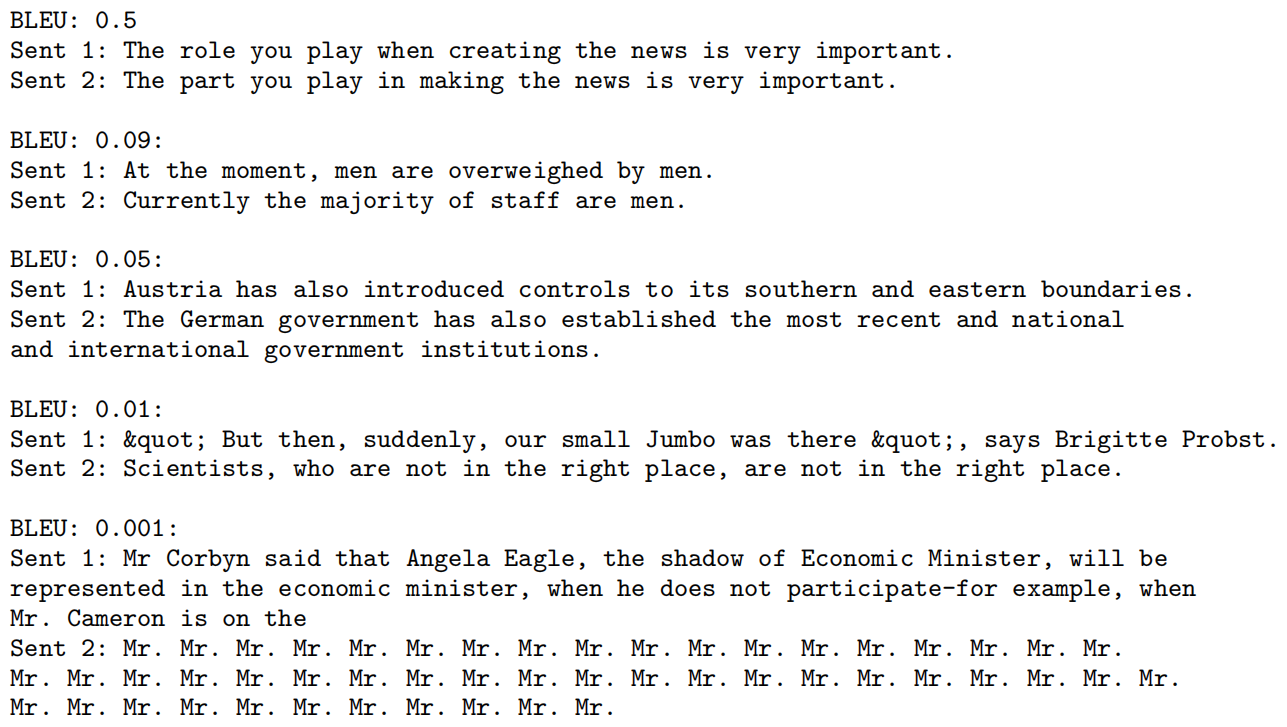 BLEU: 0.5
Sent 1: The role you play when creating the news is very important.
Sent 2: The part you play in making the news is very important.
BLEU: 0.09:
Sent 1: At the moment, men are overweighed by men.
Sent 2: Currently the majority of staff are men.
BLEU: 0.05:
Sent 1: Austria has also introduced controls to its southern and eastern boundaries.
Sent 2: The German government has also established the most recent and national
and international government institutions.
BLEU: 0.01:
Sent 1: &quot; But then, suddenly, our small Jumbo was there &quot;, says Brigitte Probst.
Sent 2: Scientists, who are not in the right place, are not in the right place.
BLEU: 0.001:
Sent 1: Mr Corbyn said that Angela Eagle, the shadow of Economic Minister, will be
represented in the economic minister, when he does not participate-for example, when
Mr. Cameron is on the
Sent 2: Mr. Mr. Mr. Mr. Mr. Mr. Mr. Mr. Mr. Mr. Mr. Mr. Mr. Mr. Mr. Mr. Mr. Mr.
Mr. Mr. Mr. Mr. Mr. Mr. Mr. Mr. Mr. Mr. Mr. Mr. Mr. Mr. Mr. Mr. Mr. Mr. Mr. Mr. Mr.
Mr. Mr. Mr. Mr. Mr. Mr. Mr. Mr. Mr. Mr. Mr.